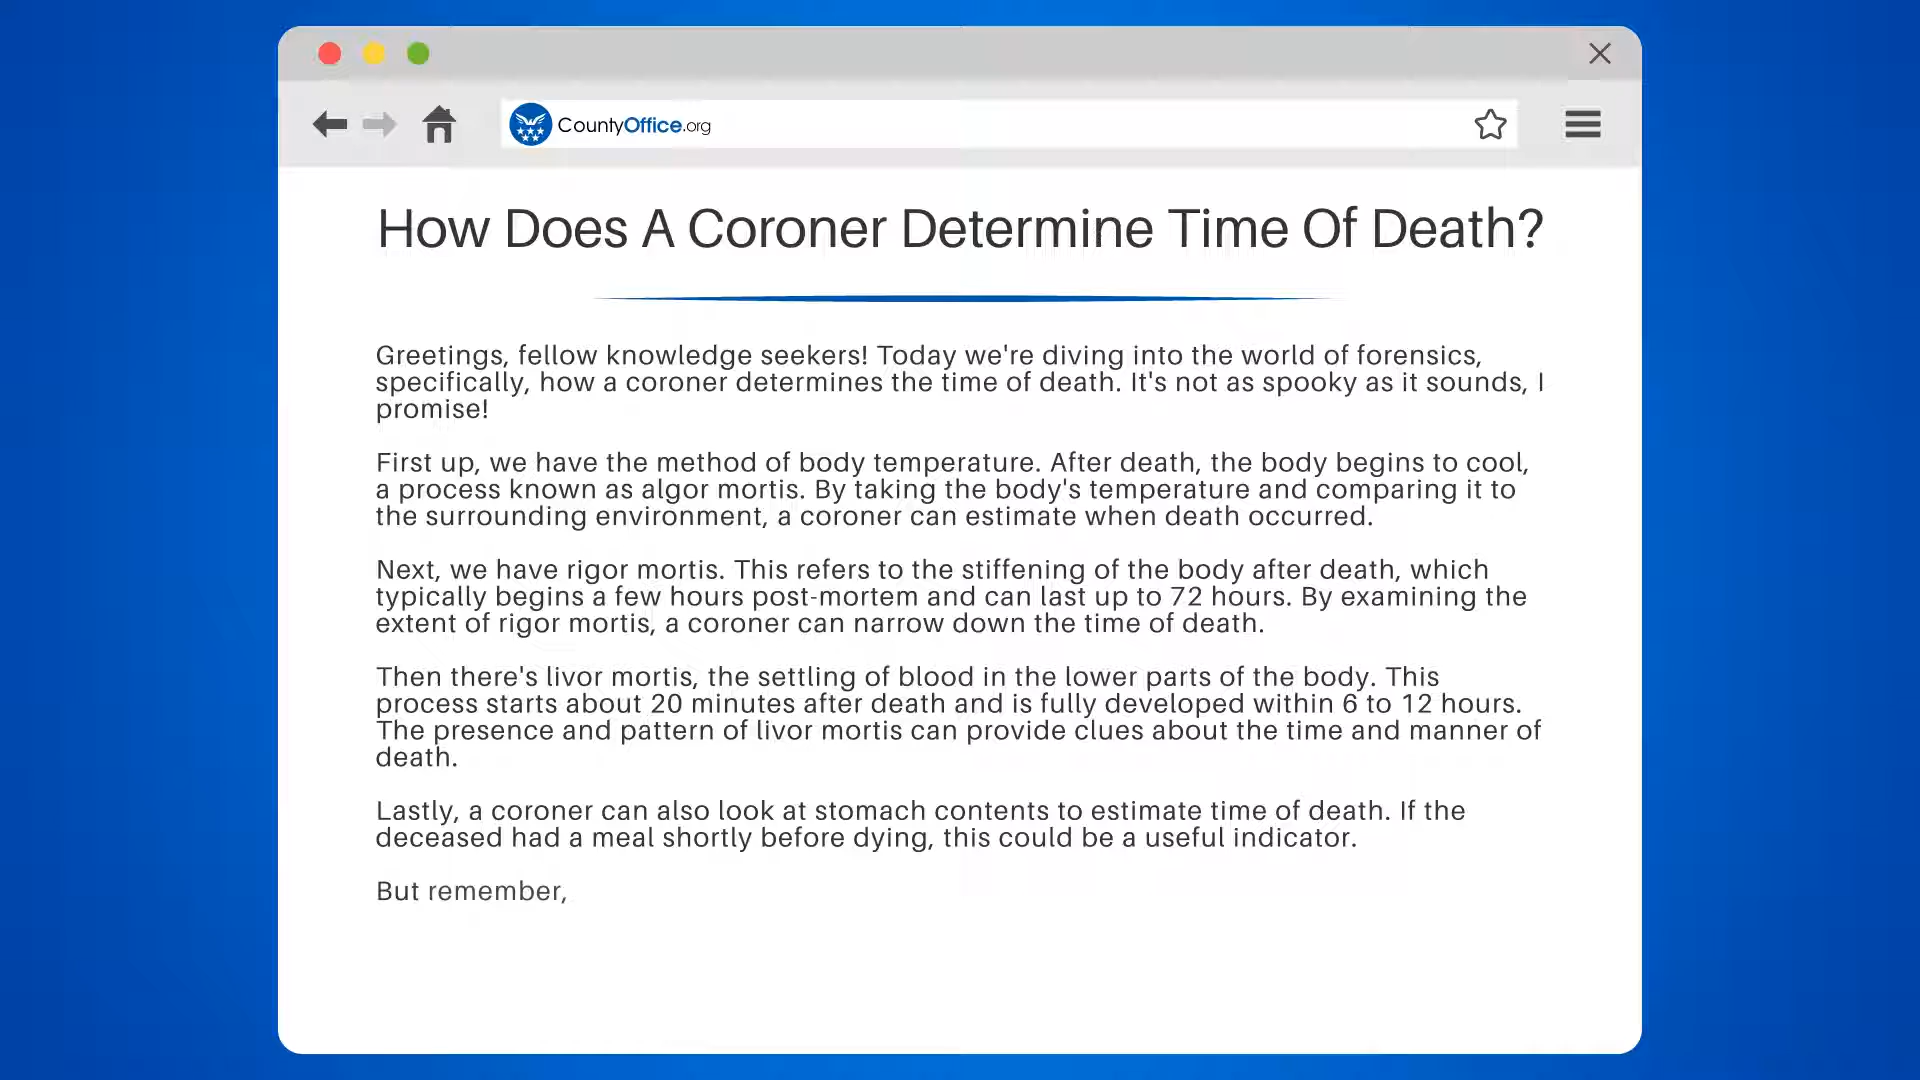 CountyOffice.org
How Does A Coroner Determine Time Of Death?
Greetings, fellow knowledge seekers! Today we're diving into the world of forensics,
specifically, how a coroner determines the time of death. It's not as spooky as it sounds, I
promise!
First up, we have the method of body temperature. After death, the body begins to cool,
a process known as algor mortis. By taking the body's temperature and comparing it to
the surrounding environment, a coroner can estimate when death occurred.
Next, we have rigor mortis. This refers to the stiffening of the body after death, which
typically begins a few hours post-mortem and can last up to 72 hours. By examining the
extent of rigor mortis, a coroner can narrow down the time of death.
Then there's livor mortis, the settling of blood in the lower parts of the body. This
process starts about 20 minutes after death and is fully developed within 6 to 12 hours.
The presence and pattern of livor mortis can provide clues about the time and manner of
death.
Lastly, a coroner can also look at stomach contents to estimate time of death. If the
deceased had a meal shortly before dying, this could be a useful indicator.
But remember,